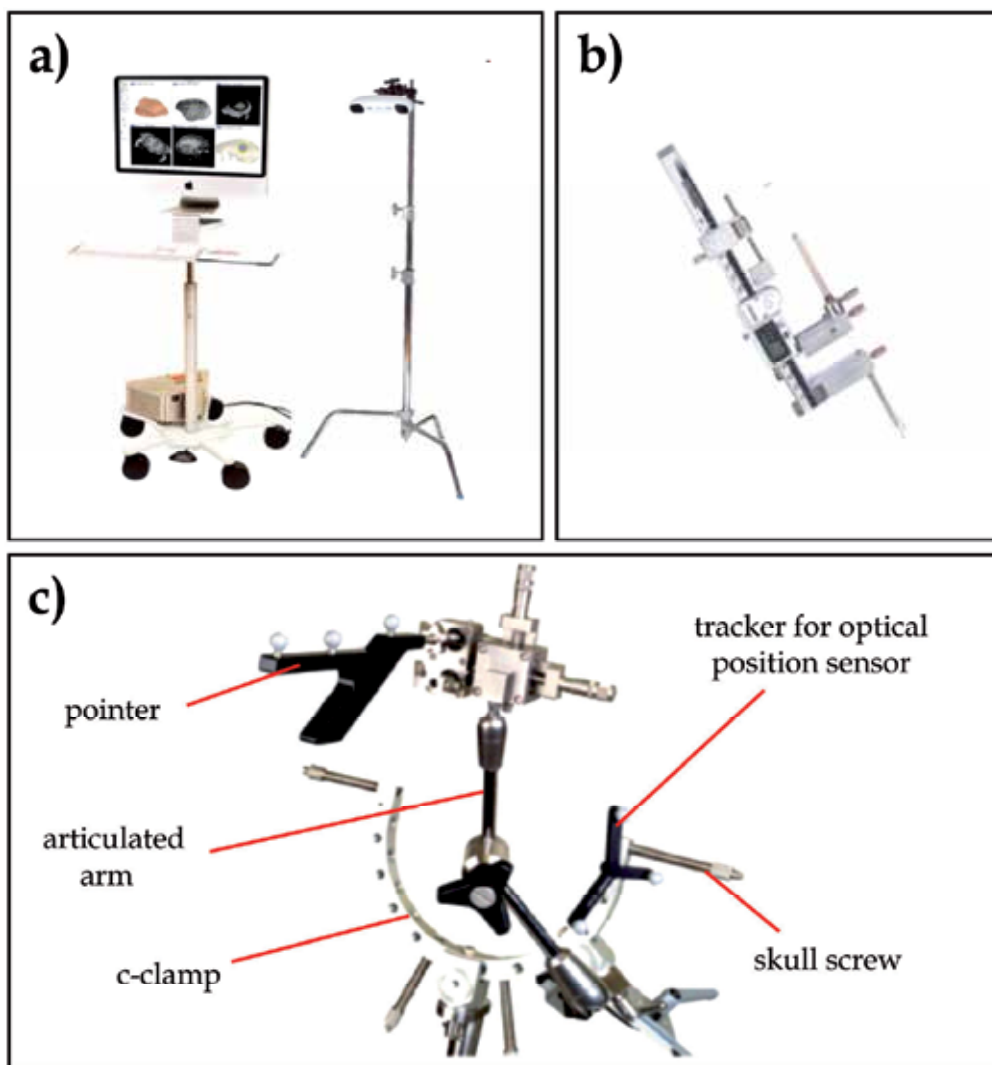 a)
b)
c)
pointer
articulated
arm
c-clamp
tracker for optical
position sensor
skull screw